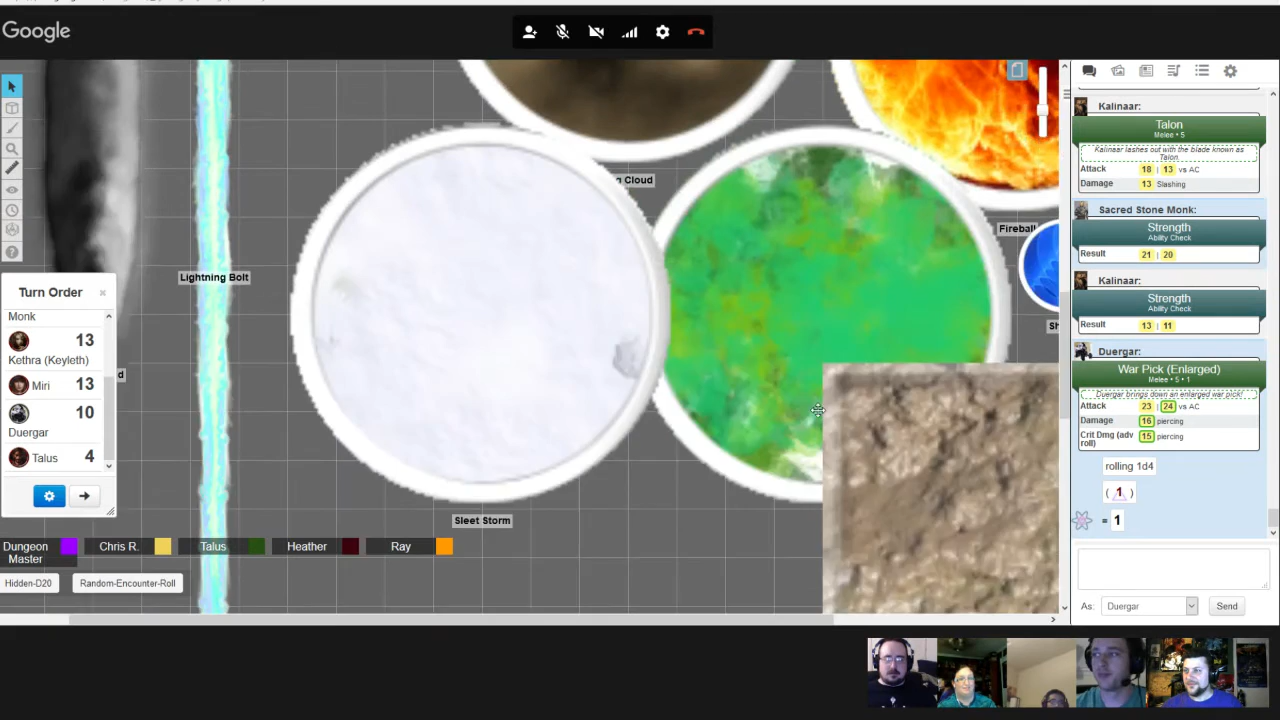 Google
g Cloud
Fireball
Lightning Bolt
Sh
d
Sleet Storm
Turn Order
Monk
13
Kethra (Keyleth)
Miri 13
10
Duergar
Talus 4
Dungeon Master
Chris R.
Talus
Heather
Ray
Hidden-D20
Random-Encounter-Roll
Kalinaar:
Talon
Melee • 5
Kalinaar lashes out with the blade known as
Talon.
Attack 18 | 13 vs AC
Damage 13 Slashing
Sacred Stone Monk:
Strength
Ability Check
Result 21 | 20
Kalinaar:
Strength
Ability Check
Result 13 | 11
Duergar:
War Pick (Enlarged)
Melee • 5 • 1
Duergar brings down an enlarged war pick!
Attack 23 | 24 vs AC
Damage 16 piercing
Crit Dmg (adv roll) 15 piercing
rolling 1d4
( 1 )
= 1
As: Duergar Send